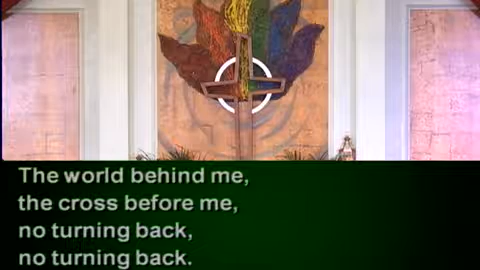 The world behind me,
the cross before me,
no turning back,
no turning back.